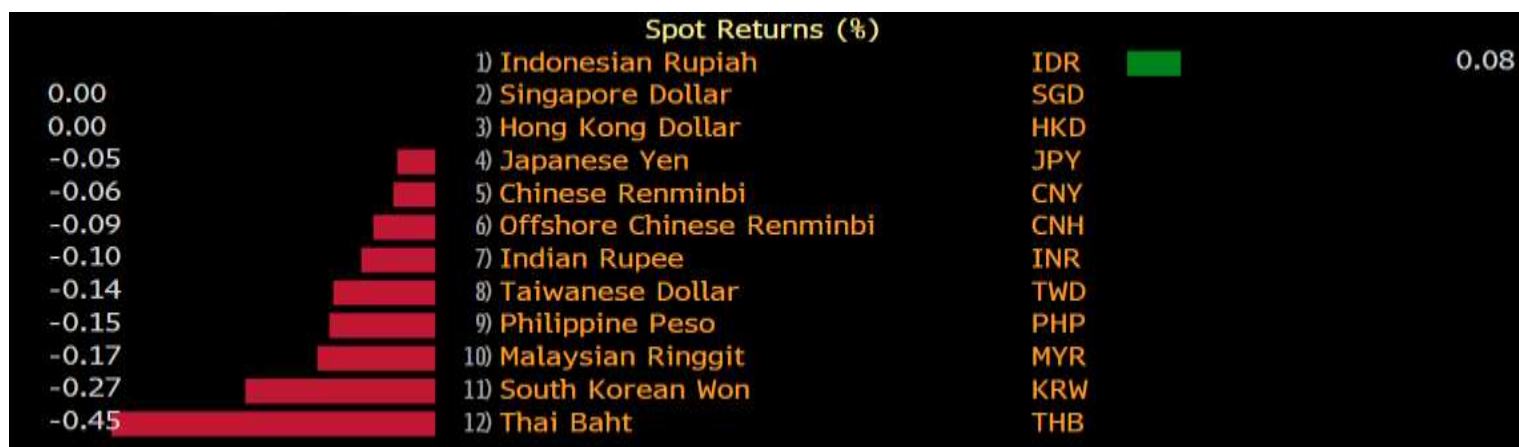 Spot Returns (%)
1) Indonesian Rupiah IDR 0.08
0.00 2) Singapore Dollar SGD
0.00 3) Hong Kong Dollar HKD
-0.05 4) Japanese Yen JPY
-0.06 5) Chinese Renminbi CNY
-0.09 6) Offshore Chinese Renminbi CNH
-0.10 7) Indian Rupee INR
-0.14 8) Taiwanese Dollar TWD
-0.15 9) Philippine Peso PHP
-0.17 10) Malaysian Ringgit MYR
-0.27 11) South Korean Won KRW
-0.45 12) Thai Baht THB